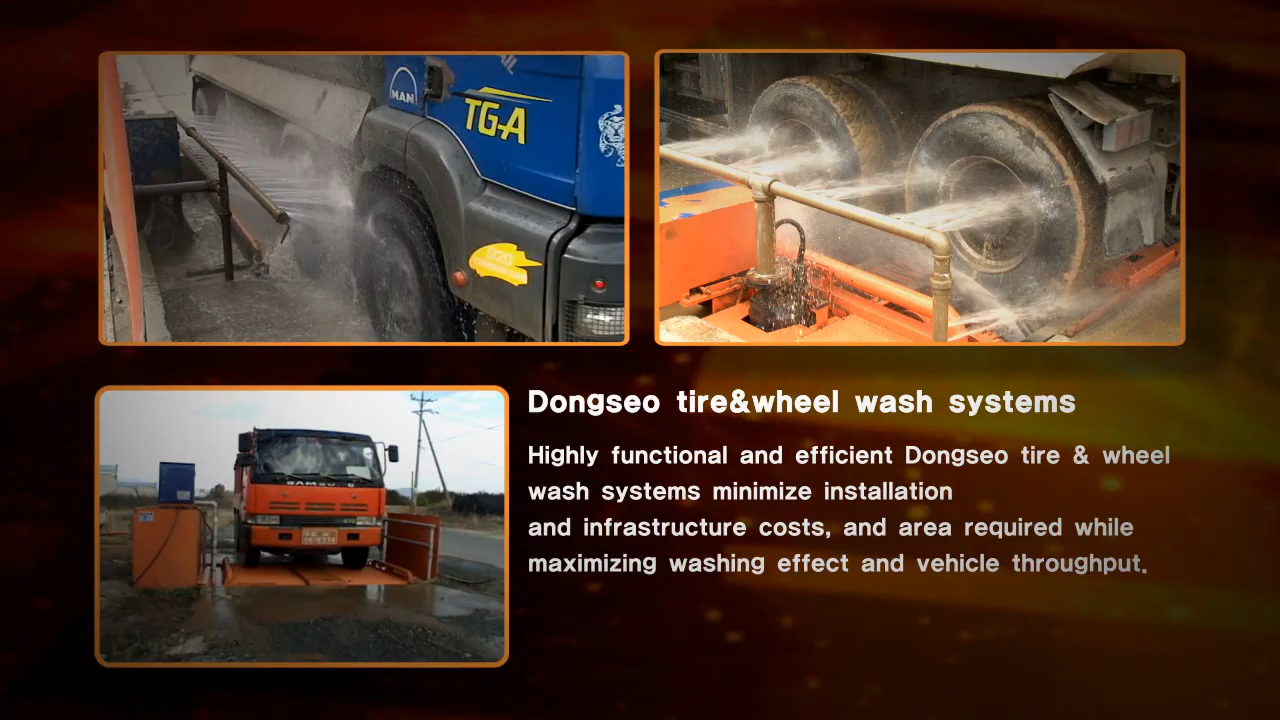 MAN
TGA
Dongseo tire&wheel wash systems
Highly functional and efficient Dongseo tire & wheel
wash systems minimize installation
and infrastructure costs, and area required while
maximizing washing effect and vehicle throughput.